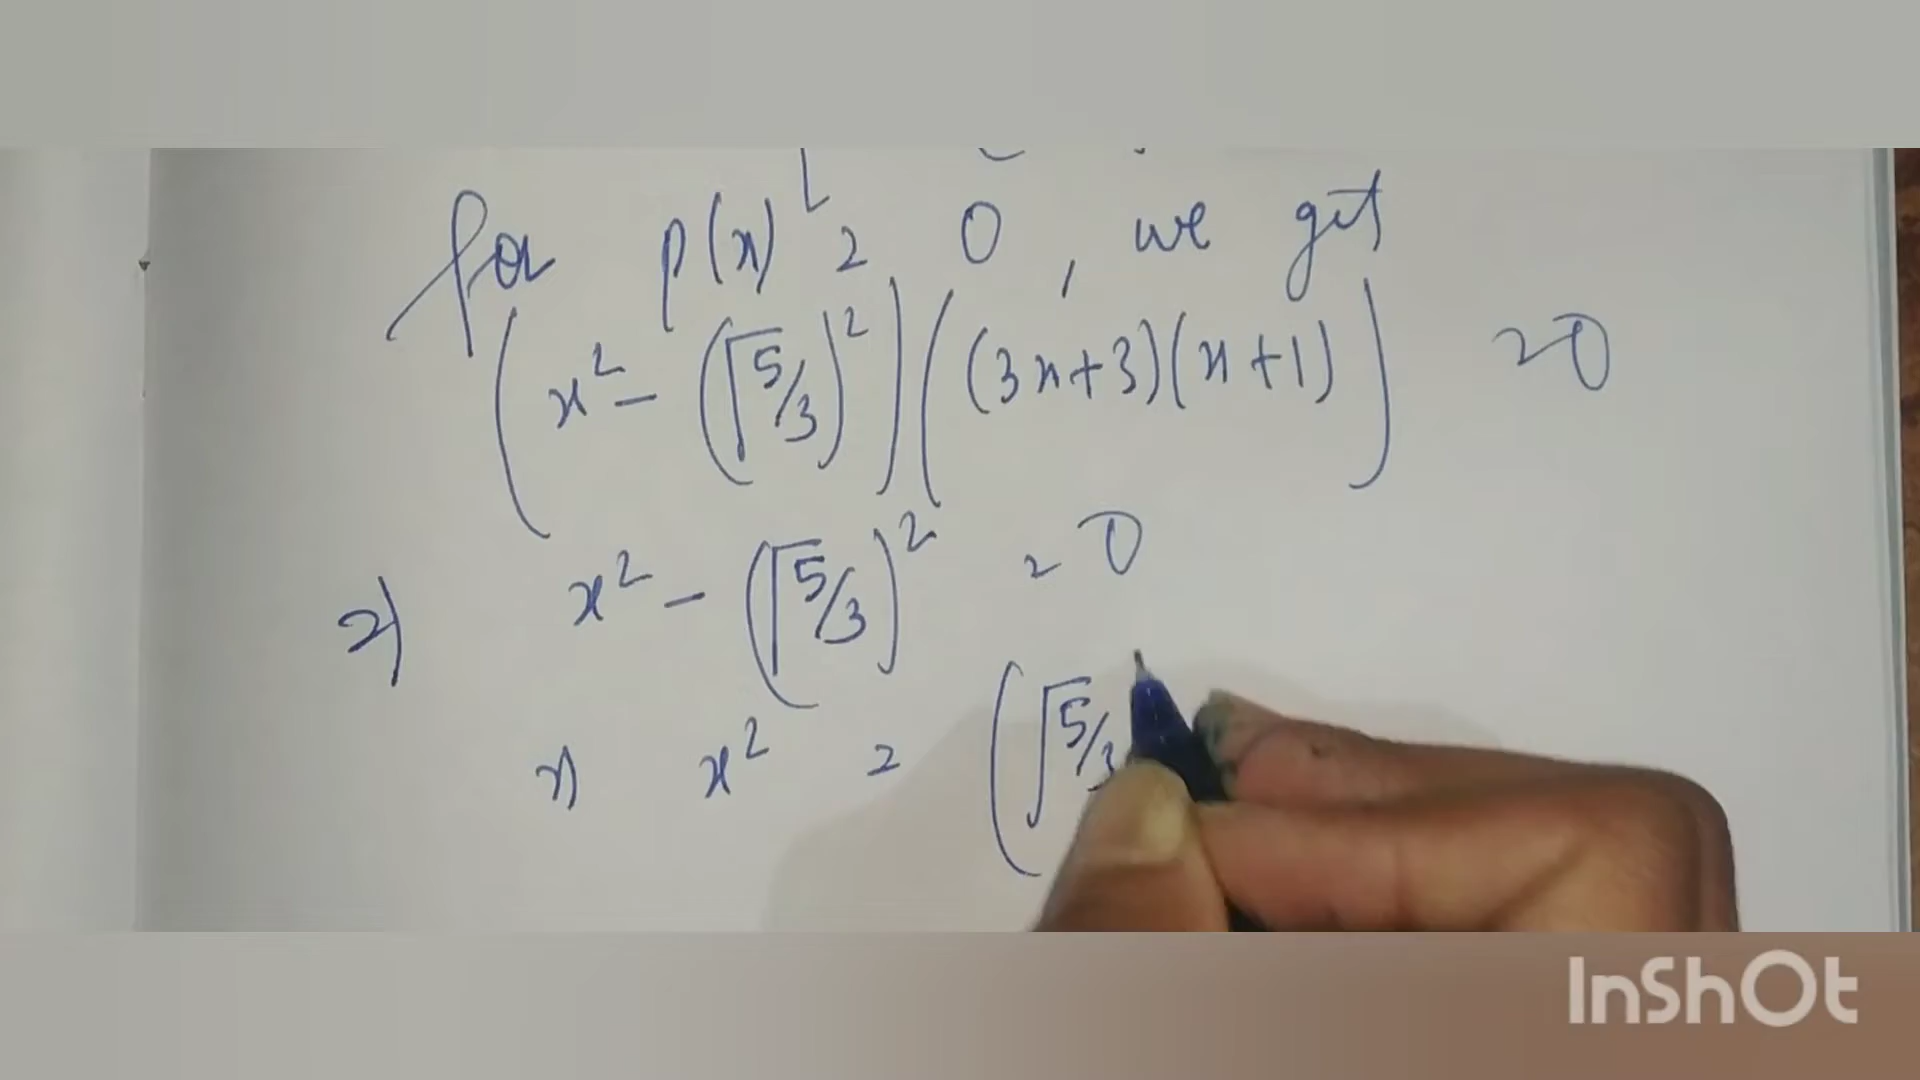 for p(x) = 0, we get
(x² - (√5/3)²)((3x+3)(x+1)) = 0
⇒) x² - (√5/3)² = 0
⇒) x² = (√5/3
InShOt